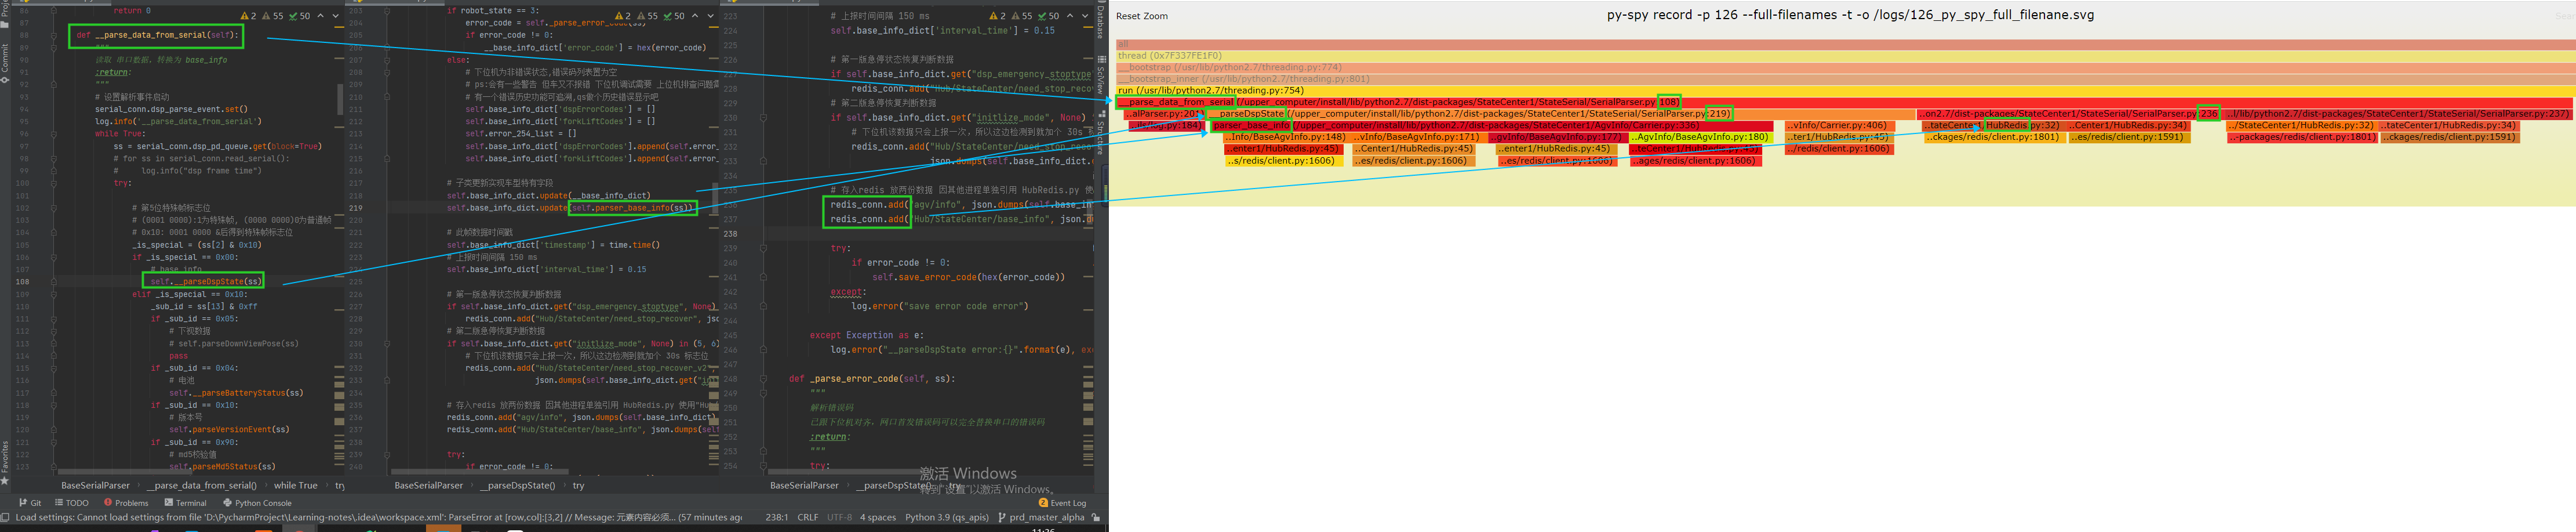 Proj
Commit
Favorites
86
return 0
2 55 50
87
88
def __parse_data_from_serial(self):
89
"""
90
读取 串口数据, 转换为 base_info
91
:return:
92
"""
93
# 设置解析事件启动
94
serial_conn.dsp_parse_event.set()
95
log.info('__parse_data_from_serial')
96
while True:
97
ss = serial_conn.dsp_pd_queue.get(block=True)
98
# for ss in serial_conn.read_serial():
99
# log.info("dsp frame time")
100
try:
101
102
# 第5位特殊帧标志位
103
# (0001 0000):1为特殊帧, (0000 0000)0为普通帧
104
# 0x10: 0001 0000 &后得到特殊帧标志位
105
_is_special = (ss[2] & 0x10)
106
if _is_special == 0x00:
107
# base info
108
self.__parseDspState(ss)
109
elif _is_special == 0x10:
110
_sub_id = ss[13] & 0xff
111
if _sub_id == 0x05:
112
# 下视数据
113
# self.parseDownViewPose(ss)
114
pass
115
if _sub_id == 0x04:
116
# 电池
117
self.__parseBatteryStatus(ss)
118
if _sub_id == 0x10:
119
# 版本号
120
self.parseVersionEvent(ss)
121
if _sub_id == 0x90:
122
# md5校验值
123
self.parseMd5Status(ss)
BaseSerialParser
__parse_data_from_serial()
while True
try
203
if robot_state == 3:
2 55 50
204
error_code = self._parse_error_code(ss)
205
if error_code != 0:
206
__base_info_dict['error_code'] = hex(error_code)
207
else:
208
# 下位机为非错误状态,错误码列表置为空
209
# ps:会有一些警告 但车又不报错 下位机调试需要 上位机排查问题
210
# 有一个错误历史功能可追溯,qs做个历史错误显示吧
211
self.base_info_dict['dspErrorCodes'] = []
212
self.base_info_dict['forkLiftCodes'] = []
213
self.error_254_list = []
214
self.base_info_dict['dspErrorCodes'].append(self.error_
215
self.base_info_dict['forkLiftCodes'].append(self.error_
216
217
# 子类更新实现车型特有字段
218
self.base_info_dict.update(__base_info_dict)
219
self.base_info_dict.update(self.parser_base_info(ss))
220
221
# 此帧数据时间戳
222
self.base_info_dict['timestamp'] = time.time()
223
# 上报时间间隔 150 ms
224
self.base_info_dict['interval_time'] = 0.15
225
226
# 第一版急停状态恢复判断数据
227
if self.base_info_dict.get("dsp_emergency_stoptype", None)
228
redis_conn.add("Hub/StateCenter/need_stop_recover", jso
229
# 第二版急停恢复判断数据
230
if self.base_info_dict.get("initlize_mode", None) in (5, 6)
231
# 下位机该数据只会上报一次, 所以这边检测到就加个 30s 标志位
232
redis_conn.add("Hub/StateCenter/need_stop_recover_v2",
233
json.dumps(self.base_info_dict.get("in
234
235
# 存入redis 放两份数据 因其他进程单独引用 HubRedis.py 使用"Hu
236
redis_conn.add("agv/info", json.dumps(self.base_info_dict)
237
redis_conn.add("Hub/StateCenter/base_info", json.dumps(sel
238
239
try:
240
if error_code != 0:
BaseSerialParser
__parseDspState()
try
223
# 上报时间间隔 150 ms
2 55 50
224
self.base_info_dict['interval_time'] = 0.15
225
226
# 第一版急停状态恢复判断数据
227
if self.base_info_dict.get("dsp_emergency_stoptype
228
redis_conn.add("Hub/StateCenter/need_stop_reco
229
# 第二版急停恢复判断数据
230
if self.base_info_dict.get("initlize_mode", None)
231
# 下位机该数据只会上报一次, 所以这边检测到就加个 30s 标
232
redis_conn.add("Hub/StateCenter/need_stop_reco
233
json.dumps(self.base_info_dict.g
234
235
# 存入redis 放两份数据 因其他进程单独引用 HubRedis.py 使
236
redis_conn.add("agv/info", json.dumps(self.base_in
237
redis_conn.add("Hub/StateCenter/base_info", json.d
238
239
try:
240
if error_code != 0:
241
self.save_error_code(hex(error_code))
242
except:
243
log.error("save error code error")
244
245
except Exception as e:
246
log.error("__parseDspState error:{}".format(e), exc
247
248
def _parse_error_code(self, ss):
249
"""
250
解析错误码
251
已跟下位机对齐, 网口首发错误码可以完全替换串口的错误码
252
:return:
253
"""
254
try:
BaseSerialParser
__parseDspState()
try
激活 Windows
转到"设置"以激活 Windows。
Database
SciView
Structure
Git
TODO
Problems
Terminal
Python Console
2 Event Log
Load settings: Cannot load settings from file 'D:\PycharmProject\Learning-notes\.idea\workspace.xml': ParseError at [row,col]:[3,2] // Message: 元素内容必须... (57 minutes ago
238:1
CRLF
UTF-8
4 spaces
Python 3.9 (qs_apis)
prd_master_alpha
11:26
Reset Zoom
py-spy record -p 126 --full-filenames -t -o /logs/126_py_spy_full_filename.svg
all
thread (0x7F337FE1F0)
__bootstrap (/usr/lib/python2.7/threading.py:774)
__bootstrap_inner (/usr/lib/python2.7/threading.py:801)
run (/usr/lib/python2.7/threading.py:754)
__parse_data_from_serial (/upper_computer/install/lib/python2.7/dist-packages/StateCenter1/StateSerial/SerialParser.py:108)
..alParser.py:201)
__parseDspState (/upper_computer/install/lib/python2.7/dist-packages/StateCenter1/StateSerial/SerialParser.py:219)
..on2.7/dist-packages/StateCenter1/StateSerial/SerialParser.py:236)
../lib/python2.7/dist-packages/StateCenter1/StateSerial/SerialParser.py:237)
..ils/log.py:184)
parser_base_info (/upper_computer/install/lib/python2.7/dist-packages/StateCenter1/AgvInfo/Carrier.py:336)
..vInfo/Carrier.py:406)
..tateCenter1/HubRedis.py:32)
..Center1/HubRedis.py:34)
../StateCenter1/HubRedis.py:32)
..tateCenter1/HubRedis.py:34)
..Info/BaseAgvInfo.py:148)
..vInfo/BaseAgvInfo.py:171)
..gvInfo/BaseAgvInfo.py:177)
..AgvInfo/BaseAgvInfo.py:180)
..ter1/HubRedis.py:45)
..ckages/redis/client.py:1801)
..es/redis/client.py:1591)
..-packages/redis/client.py:1801)
..ckages/redis/client.py:1591)
..enter1/HubRedis.py:45)
..Center1/HubRedis.py:45)
..enter1/HubRedis.py:45)
..teCenter1/HubRedis.py:45)
../redis/client.py:1606)
..s/redis/client.py:1606)
..es/redis/client.py:1606)
..es/redis/client.py:1606)
..ages/redis/client.py:1606)